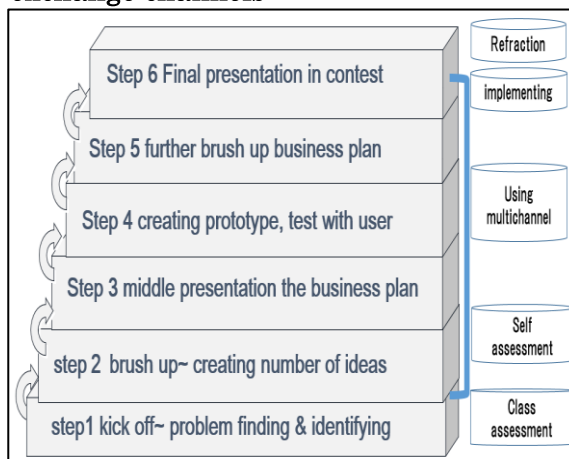 Refraction
Step 6 Final presentation in contest
implementing
Step 5 further brush up business plan
Using
multichannel
Step 4 creating prototype, test with user
Step 3 middle presentation the business plan
Self
assessment
step 2 brush up~ creating number of ideas
Class
assessment
step1 kick off~ problem finding & identifying